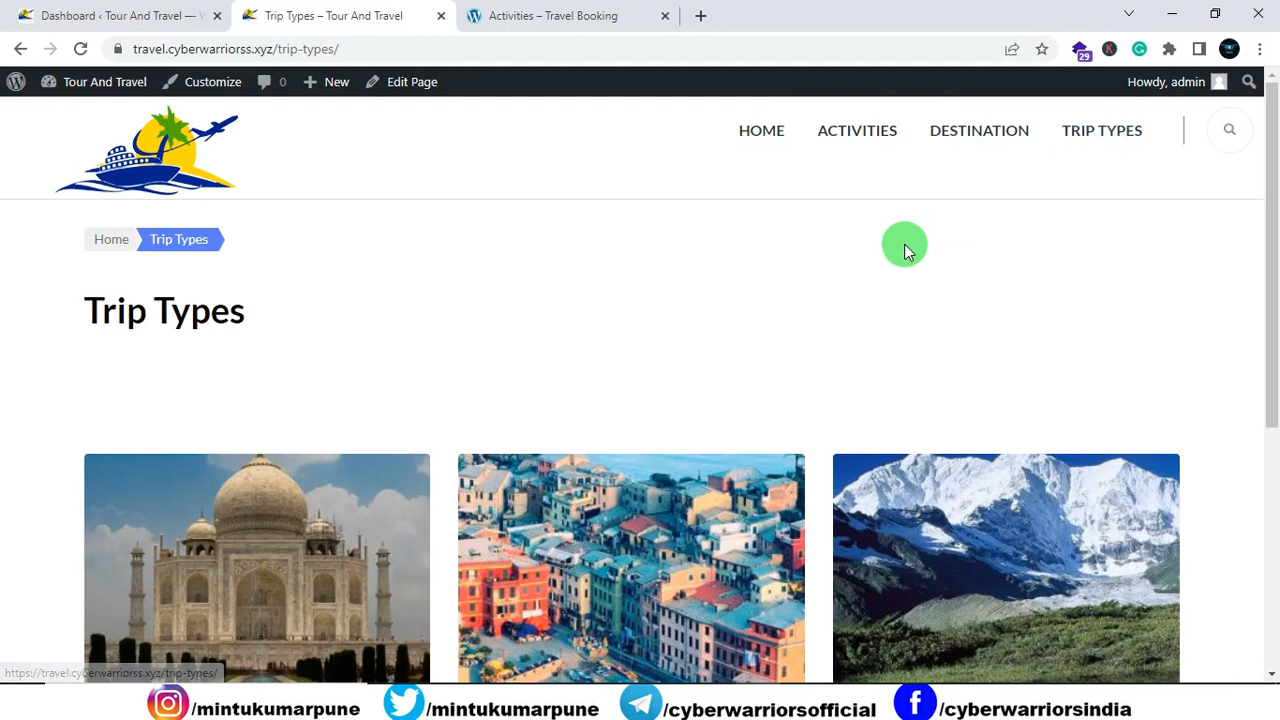 Dashboard ‹ Tour And Travel — W
Trip Types – Tour And Travel
Activities – Travel Booking
travel.cyberwarriorss.xyz/trip-types/
29
Tour And Travel
Customize
0
New
Edit Page
Howdy, admin
HOME
ACTIVITIES
DESTINATION
TRIP TYPES
Home
Trip Types
Trip Types
https://travel.cyberwarriorss.xyz/trip-types/
/mintukumarpune
/mintukumarpune
/cyberwarriorsofficial
/cyberwarriorsindia